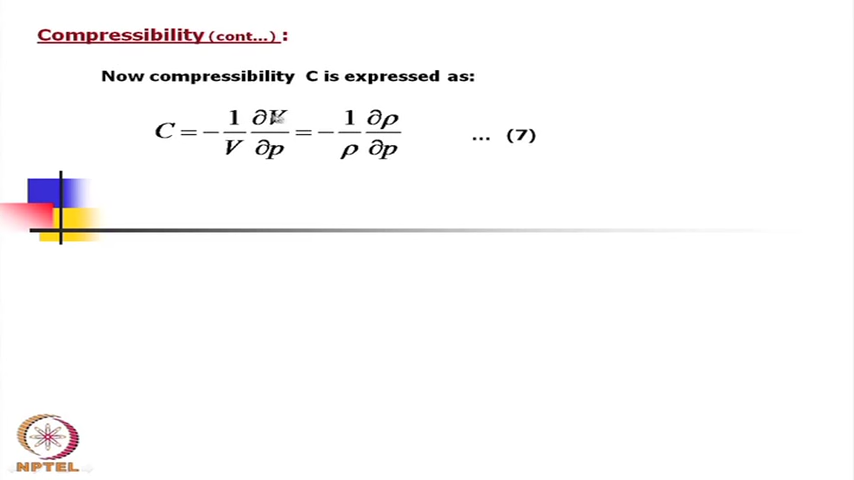 Compressibility (cont...) :
Now compressibility C is expressed as:
C = − 1/V ∂V/∂p = − 1/ρ ∂ρ/∂p ... (7)
NPTEL